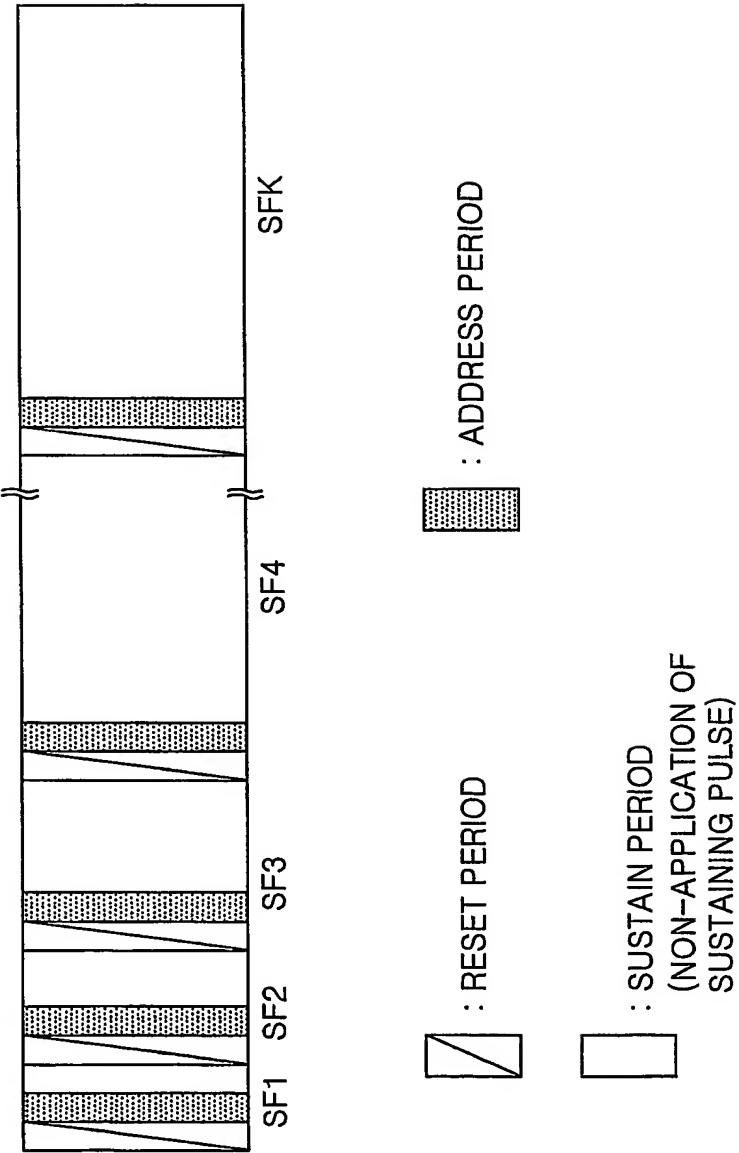 SF1
SF2
SF3
SF4
SFK
: RESET PERIOD
: ADDRESS PERIOD
: SUSTAIN PERIOD
(NON-APPLICATION OF
SUSTAINING PULSE)